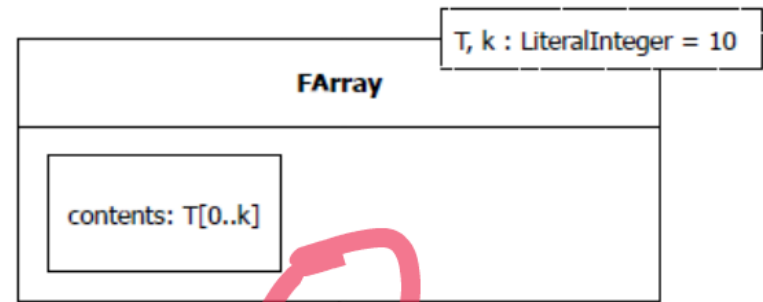 T, k : LiteralInteger = 10
FArray
contents: T[0..k]